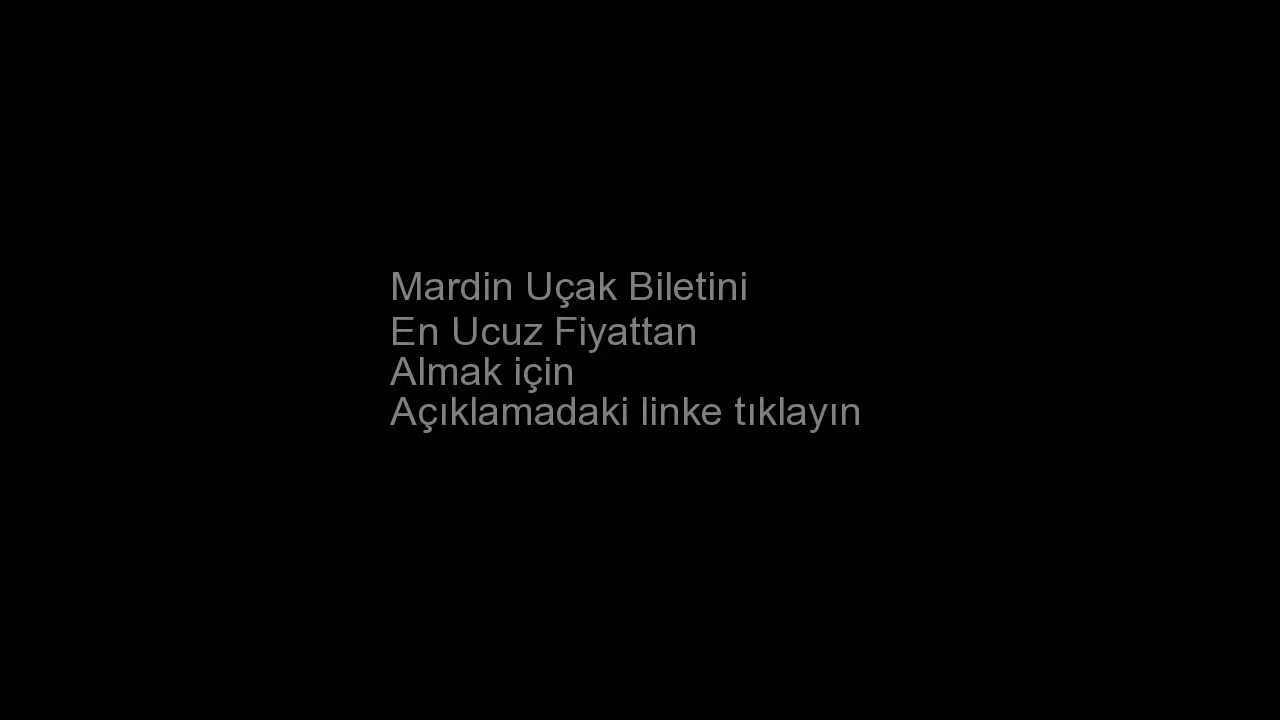 Mardin Uçak Biletini
En Ucuz Fiyattan
Almak için
Açıklamadaki linke tıklayın